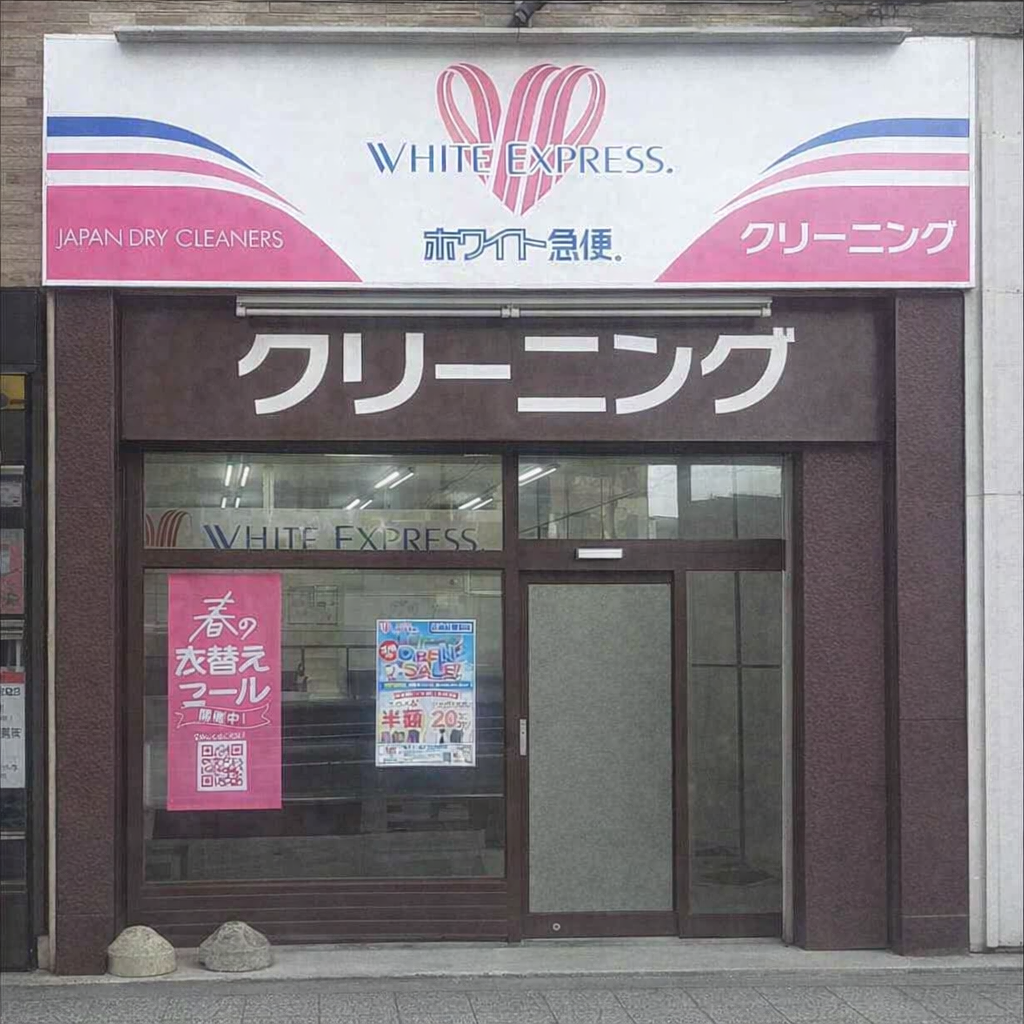 WHITE EXPRESS.
JAPAN DRY CLEANERS
ホワイト急便.
クリーニング
クリーニング
WHITE EXPRESS.
春の
衣替え
コール
開催中!
OPEN
SALE!
半額
20